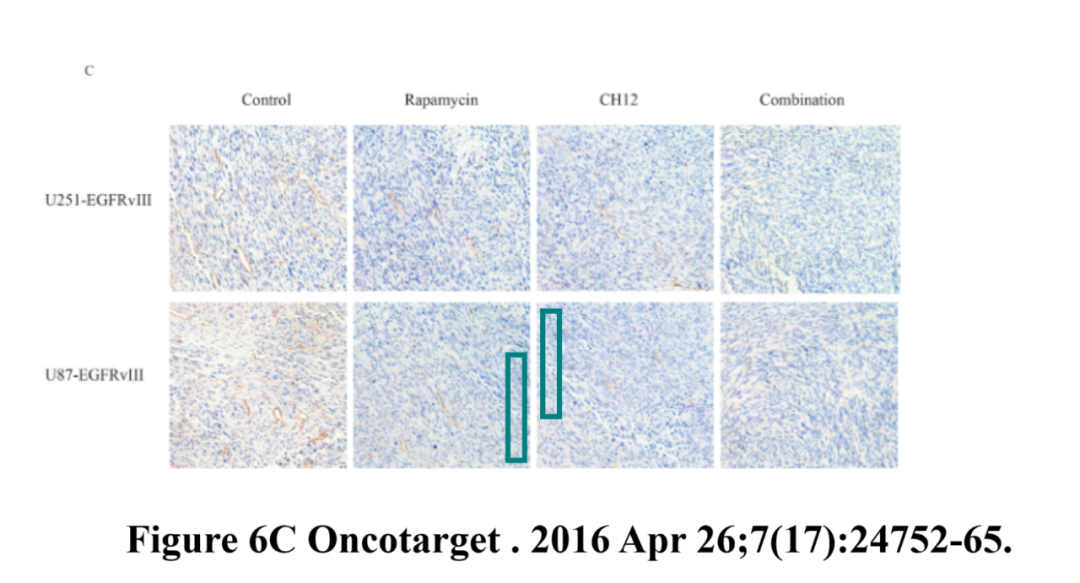 C
Control Rapamycin CH12 Combination
U251-EGFRvIII
U87-EGFRvIII
Figure 6C Oncotarget . 2016 Apr 26;7(17):24752-65.